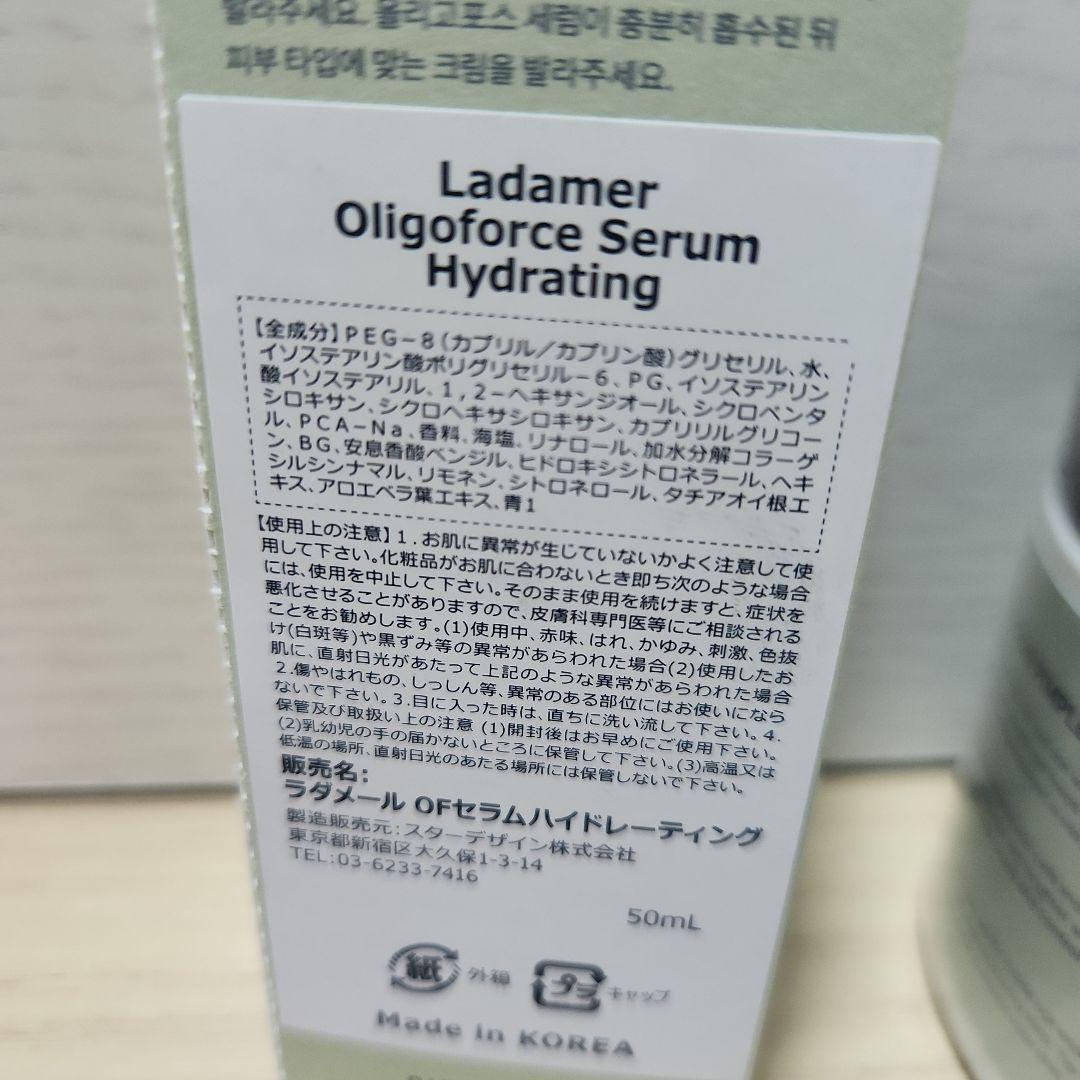 발라주세요. 올리고포스 세럼이 충분히 흡수된 뒤
피부 타입에 맞는 크림을 발라주세요.
Ladamer
Oligoforce Serum
Hydrating
【全成分】PEG-8(カプリル/カプリン酸)グリセリル、水、
イソステアリン酸ポリグリセリル-6、PG、イソステアリン
酸イソステアリル、1,2-ヘキサンジオール、シクロペンタ
シロキサン、シクロヘキサシロキサン、カプリリルグリコー
ル、PCA-Na、香料、海塩、リナロール、加水分解コラーゲ
ン、BG、安息香酸ベンジル、ヒドロキシシトロネラール、ヘキ
シルシンナマル、リモネン、シトロネロール、タチアオイ根エ
キス、アロエベラ葉エキス、青1
【使用上の注意】1.お肌に異常が生じていないかよく注意して使
用して下さい。化粧品がお肌に合わないとき即ち次のような場合
には、使用を中止して下さい。そのまま使用を続けますと、症状を
悪化させることがありますので、皮膚科専門医等にご相談される
ことをお勧めします。(1)使用中、赤味、はれ、かゆみ、刺激、色抜
け(白斑等)や黒ずみ等の異常があらわれた場合(2)使用したお
肌に、直射日光があたって上記のような異常があらわれた場合
2.傷やはれもの、しっしん等、異常のある部位にはお使いになら
ないで下さい。3.目に入った時は、直ちに洗い流して下さい。4.
保管及び取扱い上の注意 (1)開封後はお早めにご使用下さい。
(2)乳幼児の手の届かないところに保管して下さい。(3)高温又は
低温の場所、直射日光のあたる場所には保管しないで下さい。
販売名:
ラダメール OFセラムハイドレーティング
製造販売元:スターデザイン株式会社
東京都新宿区大久保1-3-14
TEL:03-6233-7416
50mL
紙 外箱 プラ キャップ
Made in KOREA